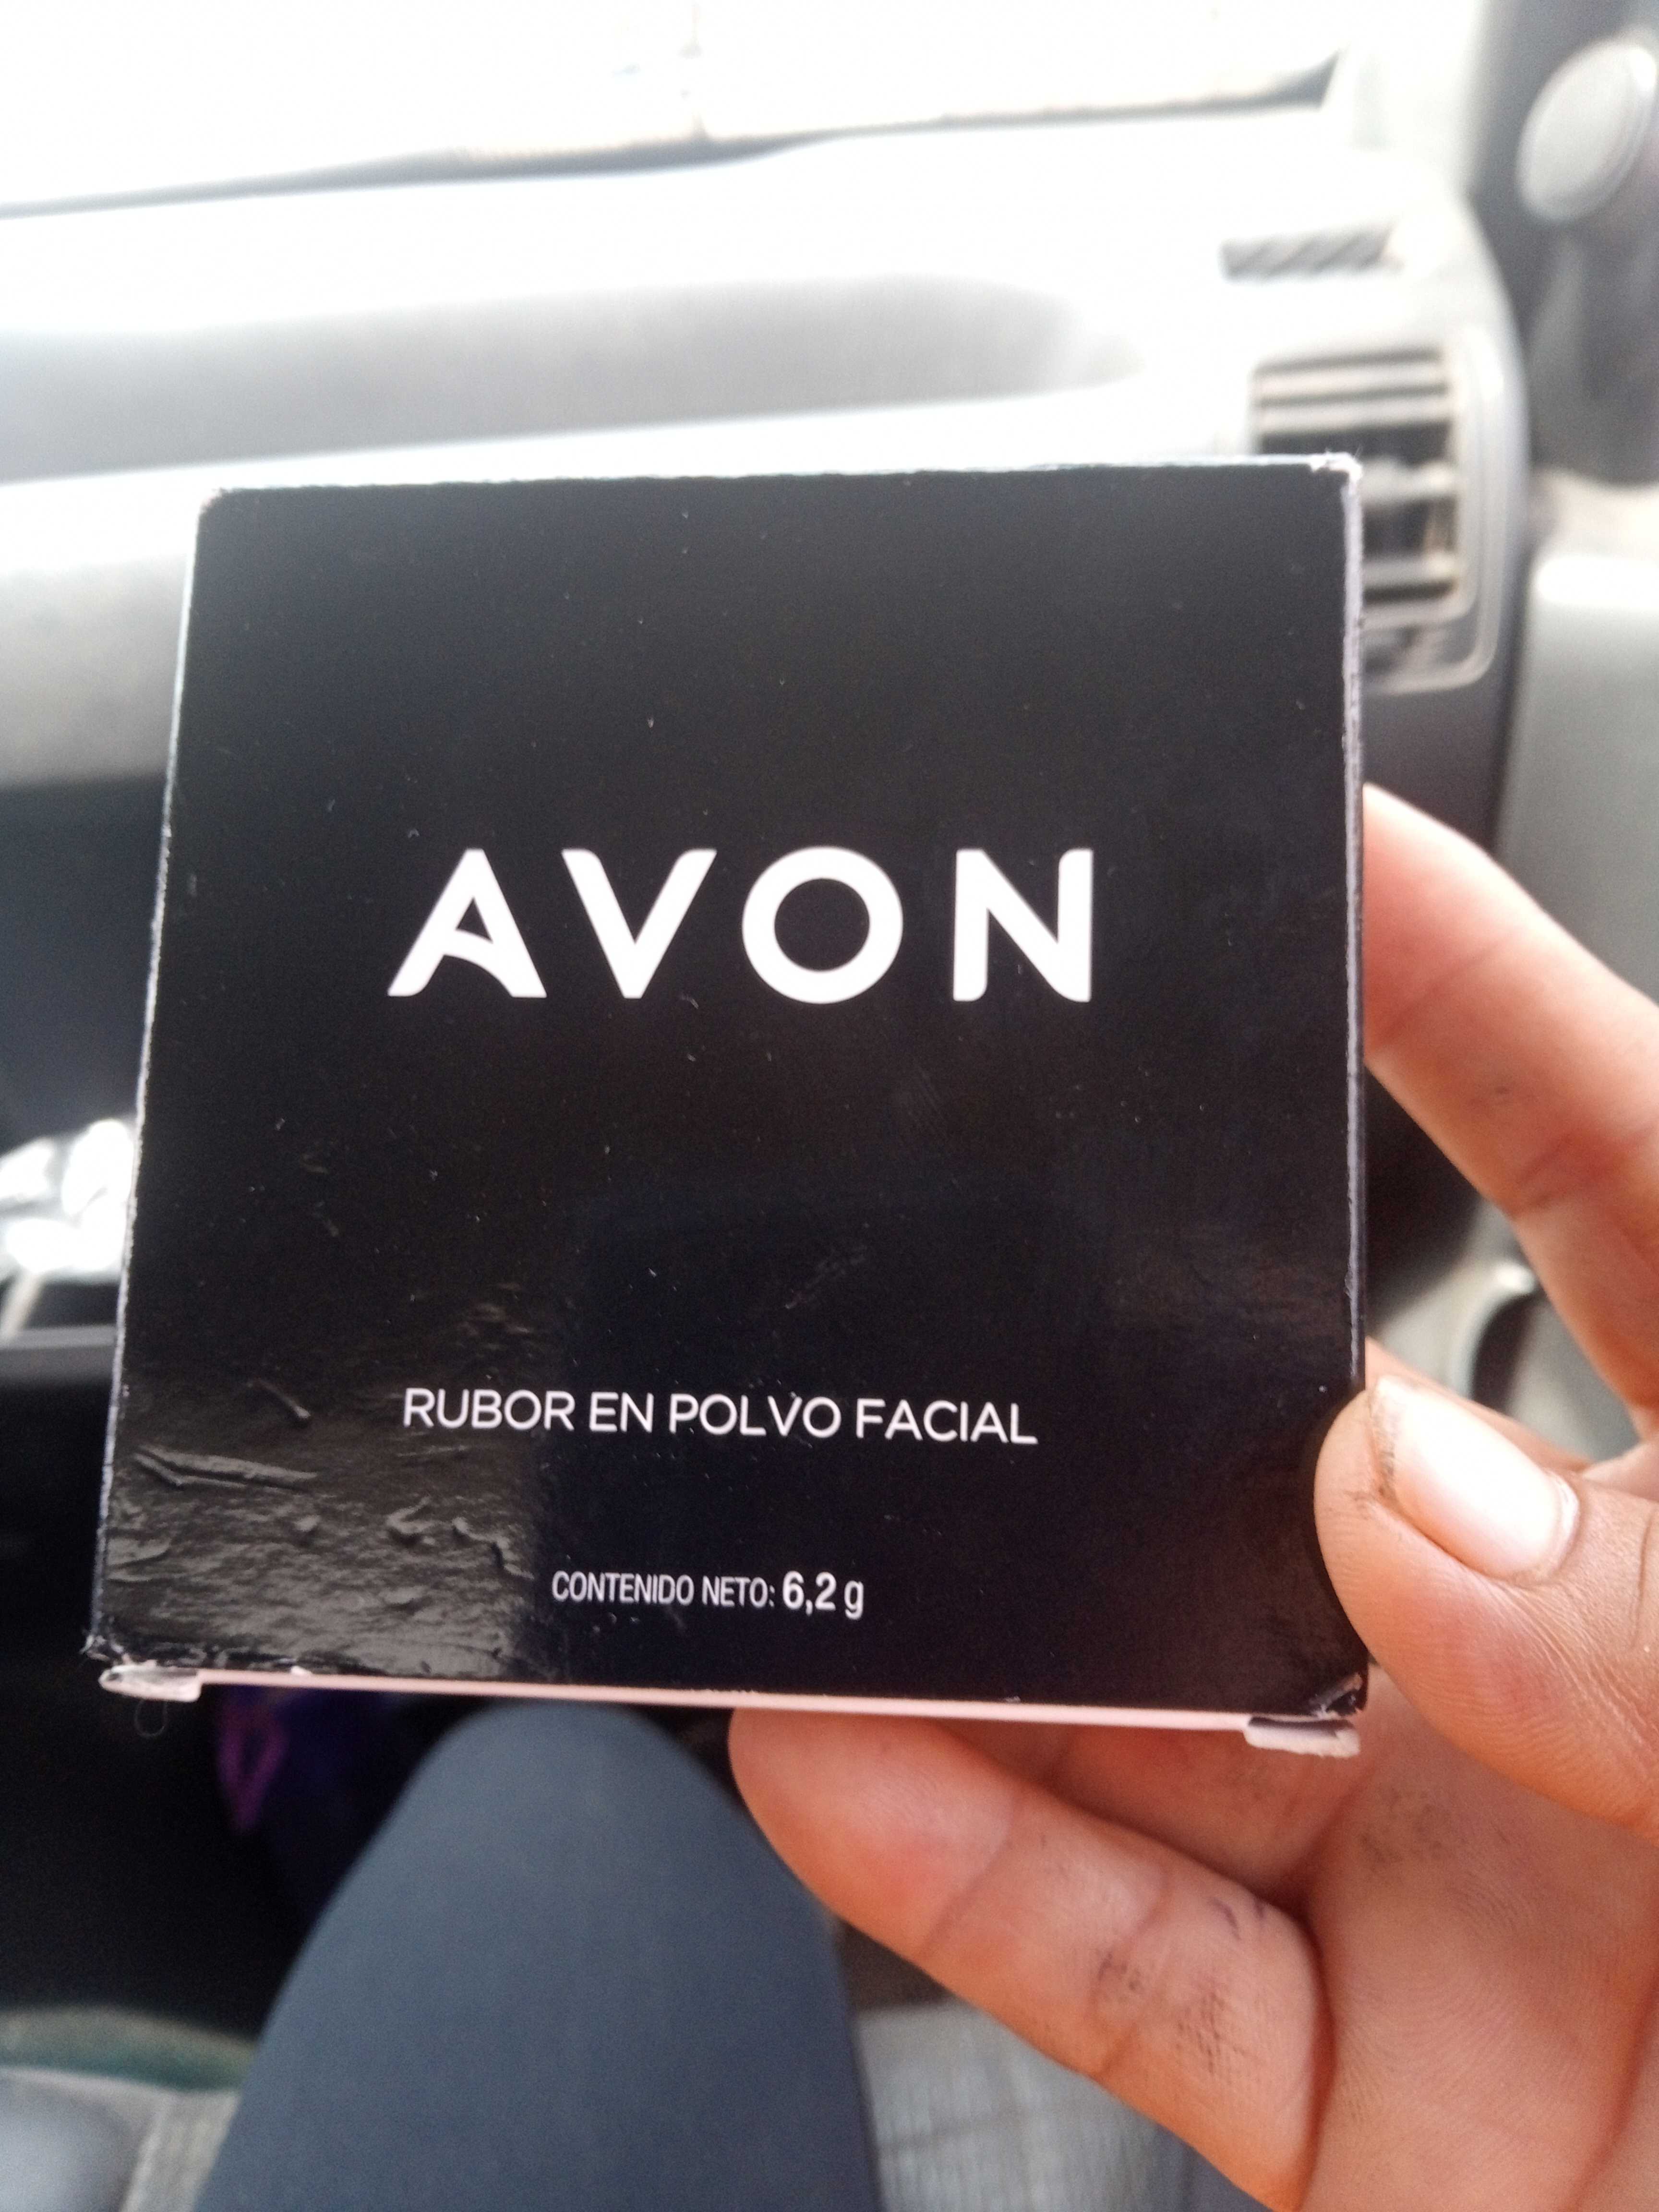 AVON
RUBOR EN POLVO FACIAL
CONTENIDO NETO: 6,2 g